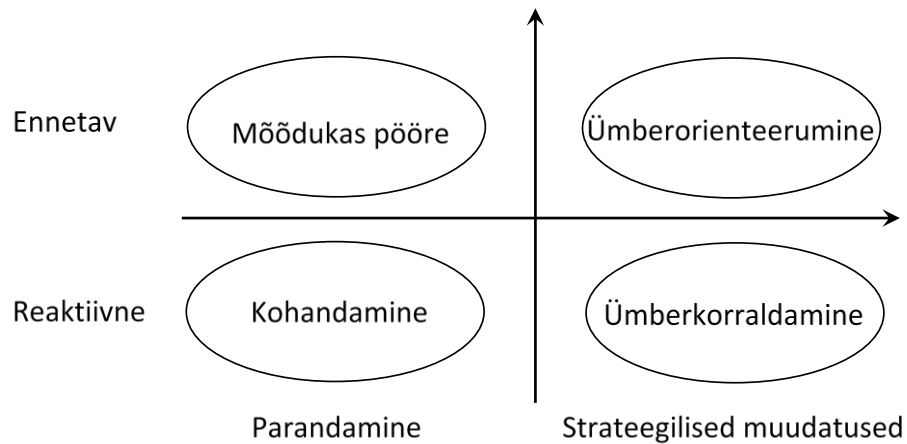 Ennetav
Mõõdukas pööre
Ümberorienteerumine
Reaktiivne
Kohandamine
Ümberkorraldamine
Parandamine
Strateegilised muudatused